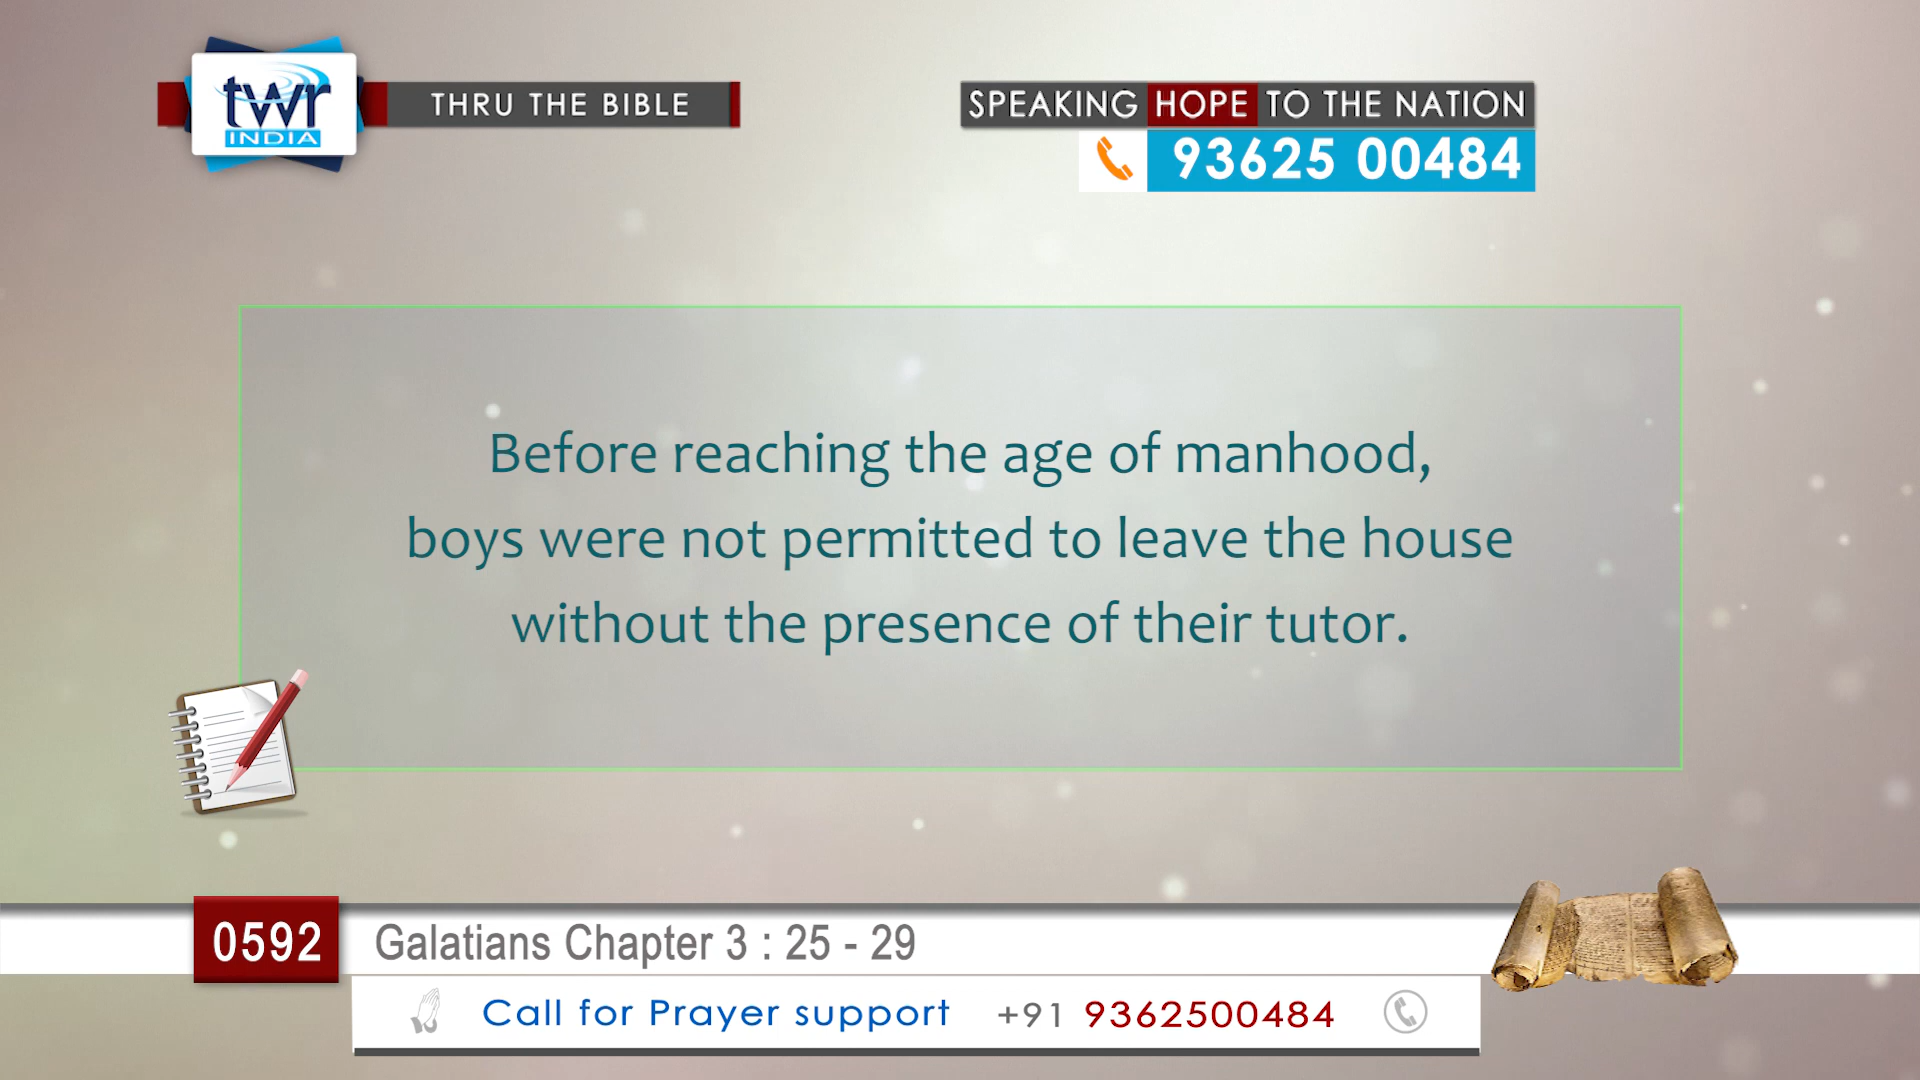 twr
INDIA
THRU THE BIBLE
SPEAKING HOPE TO THE NATION
93625 00484
Before reaching the age of manhood,
boys were not permitted to leave the house
without the presence of their tutor.
0592
Galatians Chapter 3 : 25 - 29
Call for Prayer support +91 9362500484